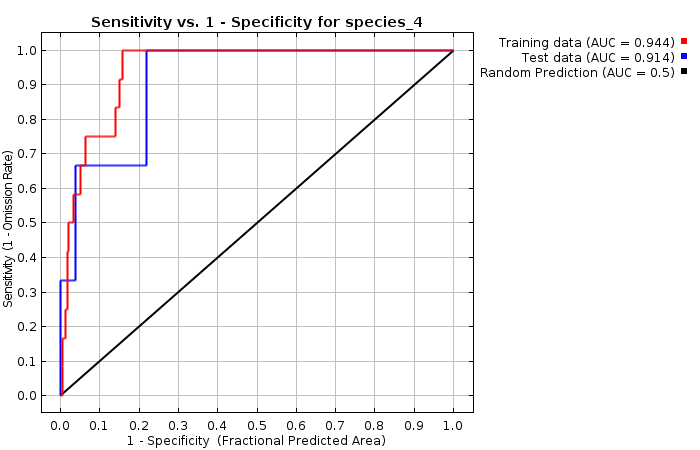 Sensitivity vs. 1 - Specificity for species_4
Training data (AUC = 0.944)
Test data (AUC = 0.914)
Random Prediction (AUC = 0.5)
Sensitivity (1 - Omission Rate)
1.0
0.9
0.8
0.7
0.6
0.5
0.4
0.3
0.2
0.1
0.0
0.0 0.1 0.2 0.3 0.4 0.5 0.6 0.7 0.8 0.9 1.0
1 - Specificity (Fractional Predicted Area)